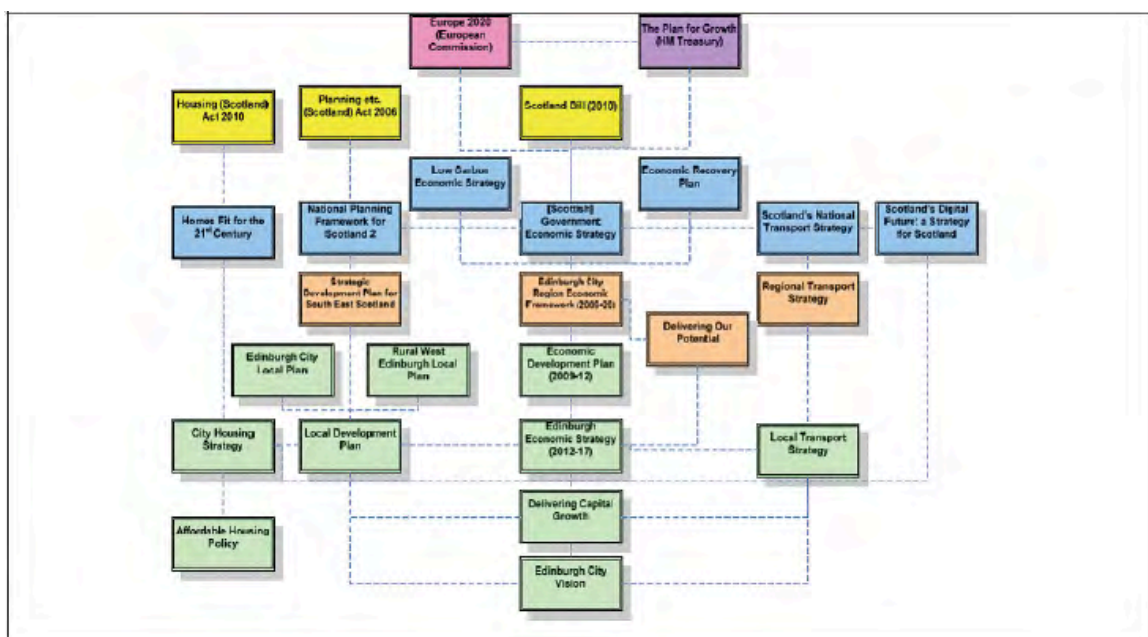 Europe 2020
(European
Commission)
The Plan for Growth
(HM Treasury)
Housing (Scotland)
Act 2010
Planning etc.
(Scotland) Act 2006
Scotland Bill (2010)
Low Carbon
Economic Strategy
Economic Recovery
Plan
Homes Fit for the
21st Century
National Planning
Framework for
Scotland 2
[Scottish]
Government
Economic Strategy
Scotland's National
Transport Strategy
Scotland's Digital
Future: a Strategy
for Scotland
Strategic
Development Plan for
South East Scotland
Edinburgh City
Region Economic
Framework
Regional Transport
Strategy
Delivering Our
Potential
Edinburgh City
Local Plan
Rural West
Edinburgh Local
Plan
Economic
Development Plan
(2009-12)
City Housing
Strategy
Local Development
Plan
Edinburgh
Economic Strategy
(2012-17)
Local Transport
Strategy
Delivering Capital
Growth
Affordable Housing
Policy
Edinburgh City
Vision